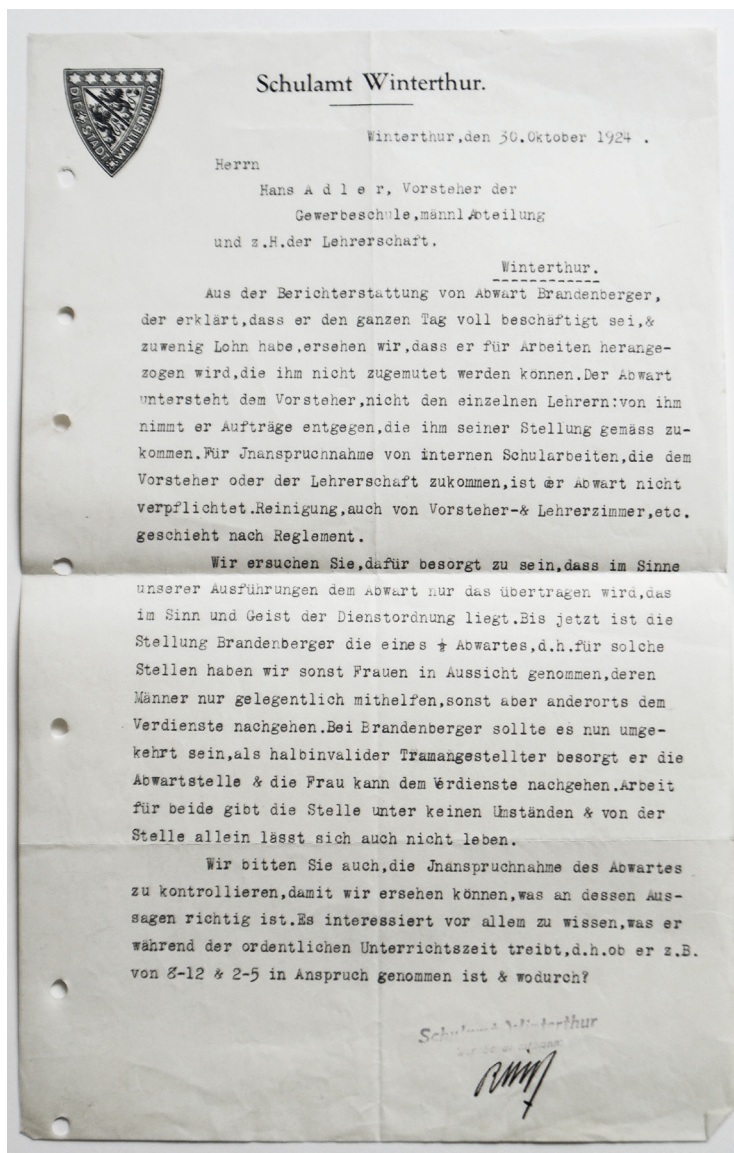 DIE STADT WINTERTHUR
Schulamt Winterthur.
Winterthur,den 30.Oktober 1924 .
Herrn
Hans A d l e r, Vorsteher der
Gewerbeschule,männl Abteilung
und z.H.der Lehrerschaft.
Winterthur.
Aus der Berichterstattung von Abwart Brandenberger,
der erklärt,dass er den ganzen Tag voll beschäftigt sei,&
zuwenig Lohn habe,ersehen wir,dass er für Arbeiten herange-
zogen wird,die ihm nicht zugemutet werden können.Der Abwart
untersteht dem Vorsteher,nicht den einzelnen Lehrern:von ihm
nimmt er Aufträge entgegen,die ihm seiner Stellung gemäss zu-
kommen.Für Jnanspruchnahme von internen Schularbeiten,die dem
Vorsteher oder der Lehrerschaft zukommen,ist der Abwart nicht
verpflichtet.Reinigung,auch von Vorsteher-& Lehrerzimmer,etc.
geschieht nach Reglement.
Wir ersuchen Sie,dafür besorgt zu sein,dass im Sinne
unserer Ausführungen dem Abwart nur das übertragen wird,das
im Sinn und Geist der Dienstordnung liegt.Bis jetzt ist die
Stellung Brandenberger die eines ½ Abwartes,d.h.für solche
Stellen haben wir sonst Frauen in Aussicht genommen,deren
Männer nur gelegentlich mithelfen,sonst aber anderorts dem
Verdienste nachgehen.Bei Brandenberger sollte es nun umge-
kehrt sein,als halbinvalider Tramangestellter besorgt er die
Abwartstelle & die Frau kann dem Verdienste nachgehen.Arbeit
für beide gibt die Stelle unter keinen Umständen & von der
Stelle allein lässt sich auch nicht leben.
Wir bitten Sie auch,die Jnanspruchnahme des Abwartes
zu kontrollieren,damit wir ersehen können,was an dessen Aus-
sagen richtig ist.Es interessiert vor allem zu wissen,was er
während der ordentlichen Unterrichtszeit treibt,d.h.ob er z.B.
von 8-12 & 2-5 in Anspruch genommen ist & wodurch?
Schulamt Winterthur